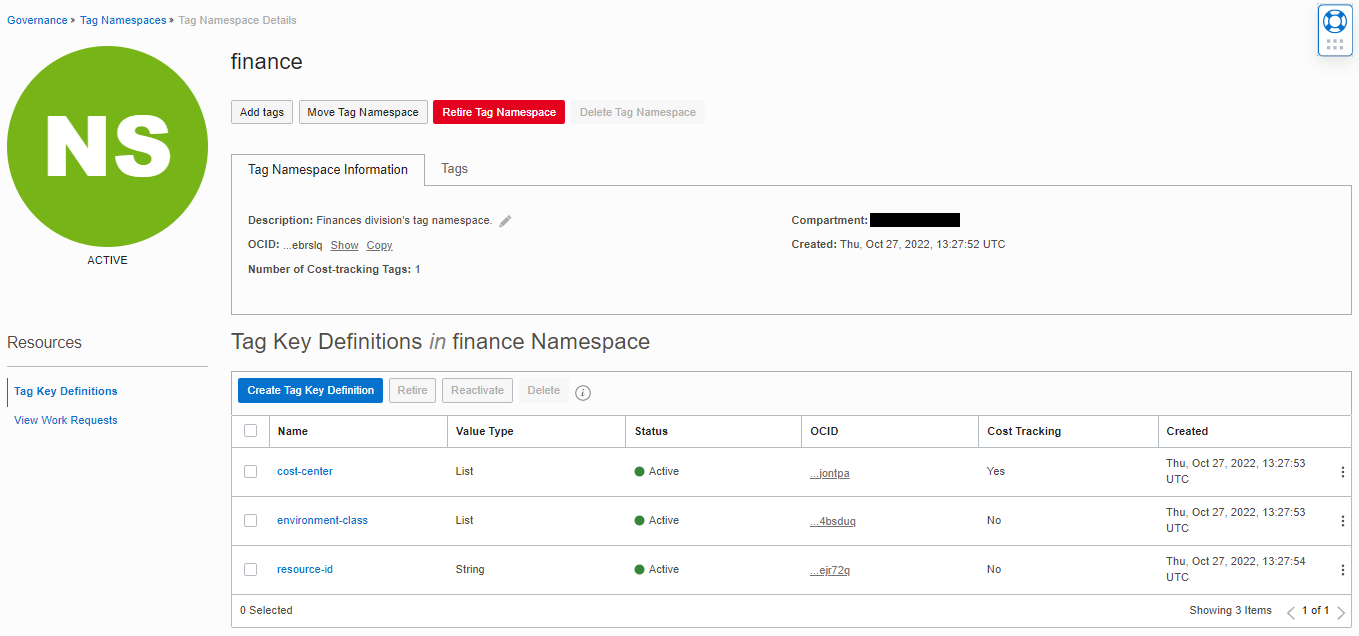 Governance » Tag Namespaces » Tag Namespace Details
NS
ACTIVE
finance
Add tags Move Tag Namespace Retire Tag Namespace Delete Tag Namespace
Tag Namespace Information Tags
Description: Finances division's tag namespace. Compartment:
OCID: ...ebrslq Show Copy Created: Thu, Oct 27, 2022, 13:27:52 UTC
Number of Cost-tracking Tags: 1
Resources
Tag Key Definitions
View Work Requests
Tag Key Definitions in finance Namespace
Create Tag Key Definition Retire Reactivate Delete i
Name Value Type Status OCID Cost Tracking Created
cost-center List Active ...jontpa Yes Thu, Oct 27, 2022, 13:27:53
UTC
environment-class List Active ...4bsduq No Thu, Oct 27, 2022, 13:27:53
UTC
resource-id String Active ...ejr72q No Thu, Oct 27, 2022, 13:27:54
UTC
0 Selected Showing 3 Items 1 of 1